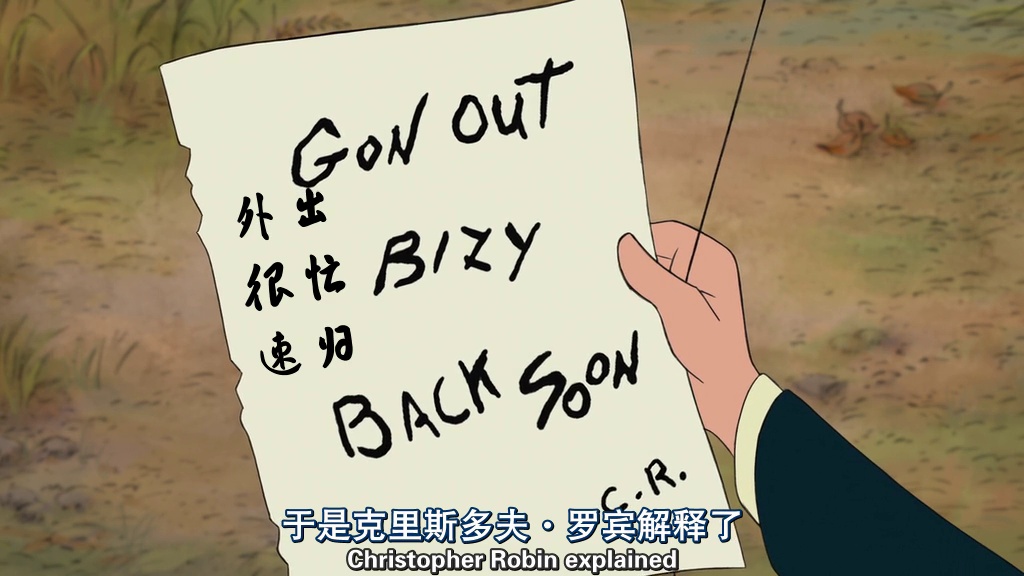 GON OUT
外出
很忙
BIZY
速归
BACK SOON
C.R.
于是克里斯多夫·罗宾解释了
Christopher Robin explained